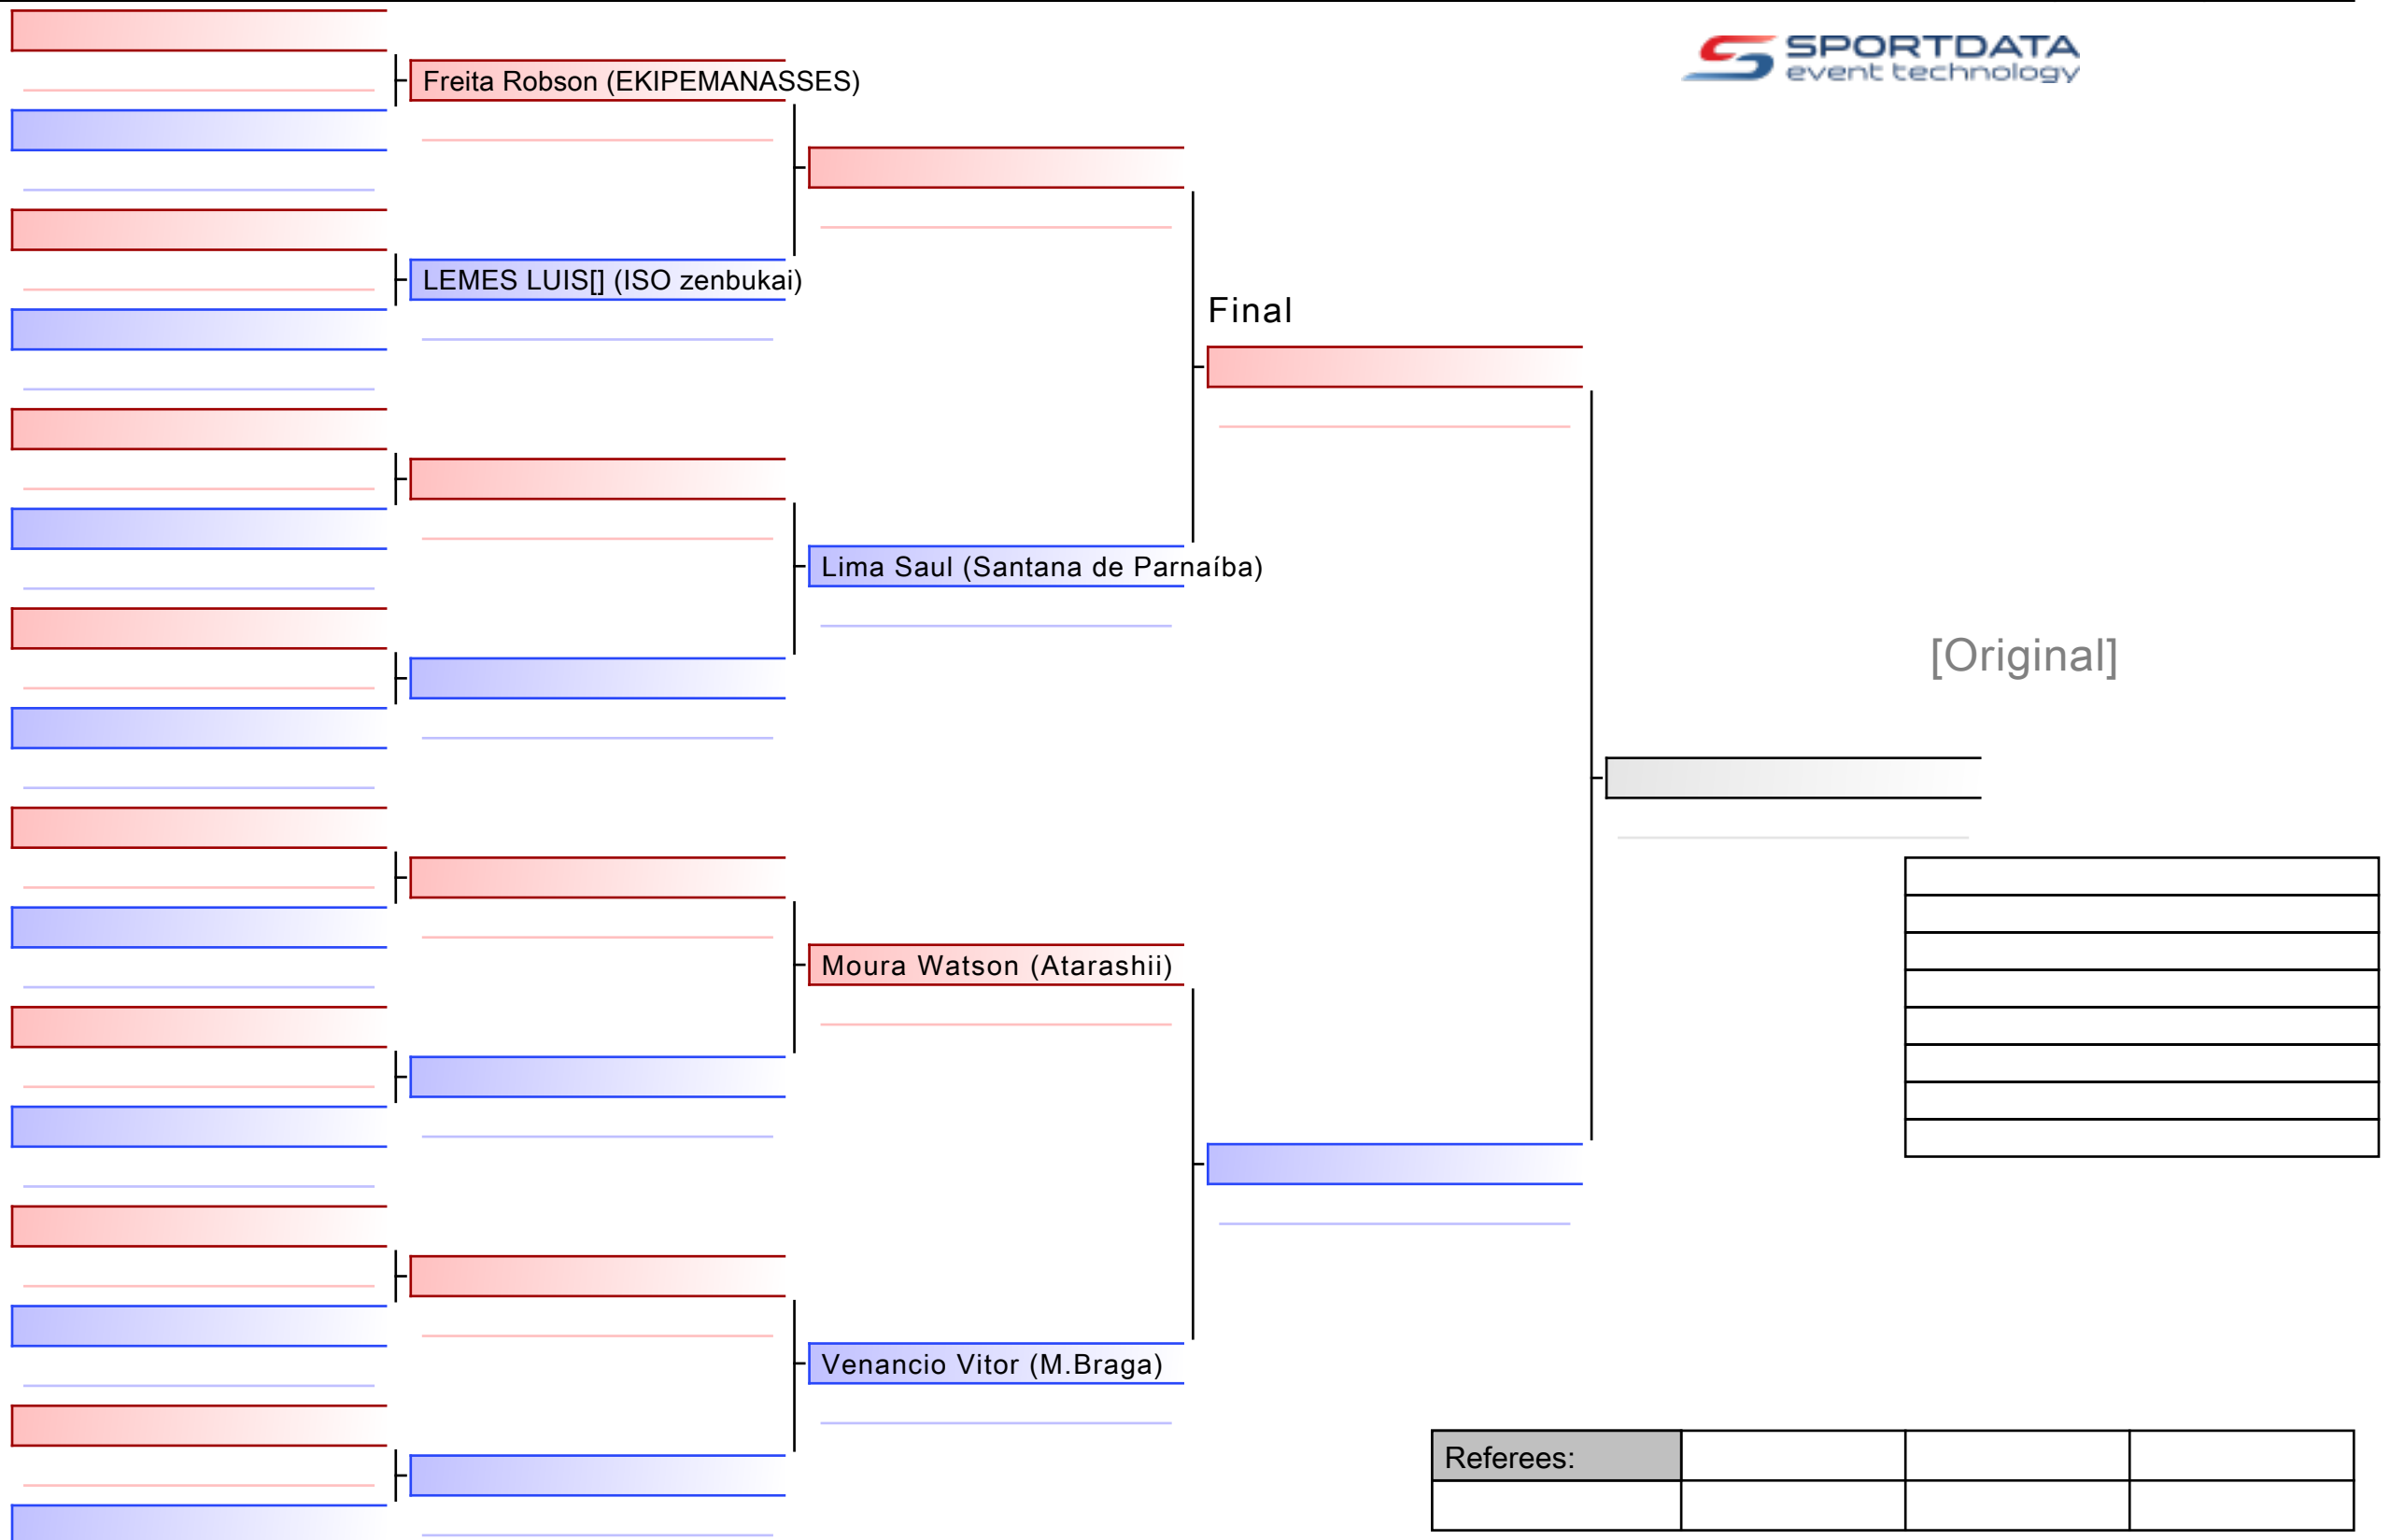 SPORTDATA
event technology
Freita Robson (EKIPEMANASSES)
LEMES LUIS[] (ISO zenbukai)
Final
Lima Saul (Santana de Parnaíba)
[Original]
Moura Watson (Atarashii)
Venancio Vitor (M.Braga)
Referees: